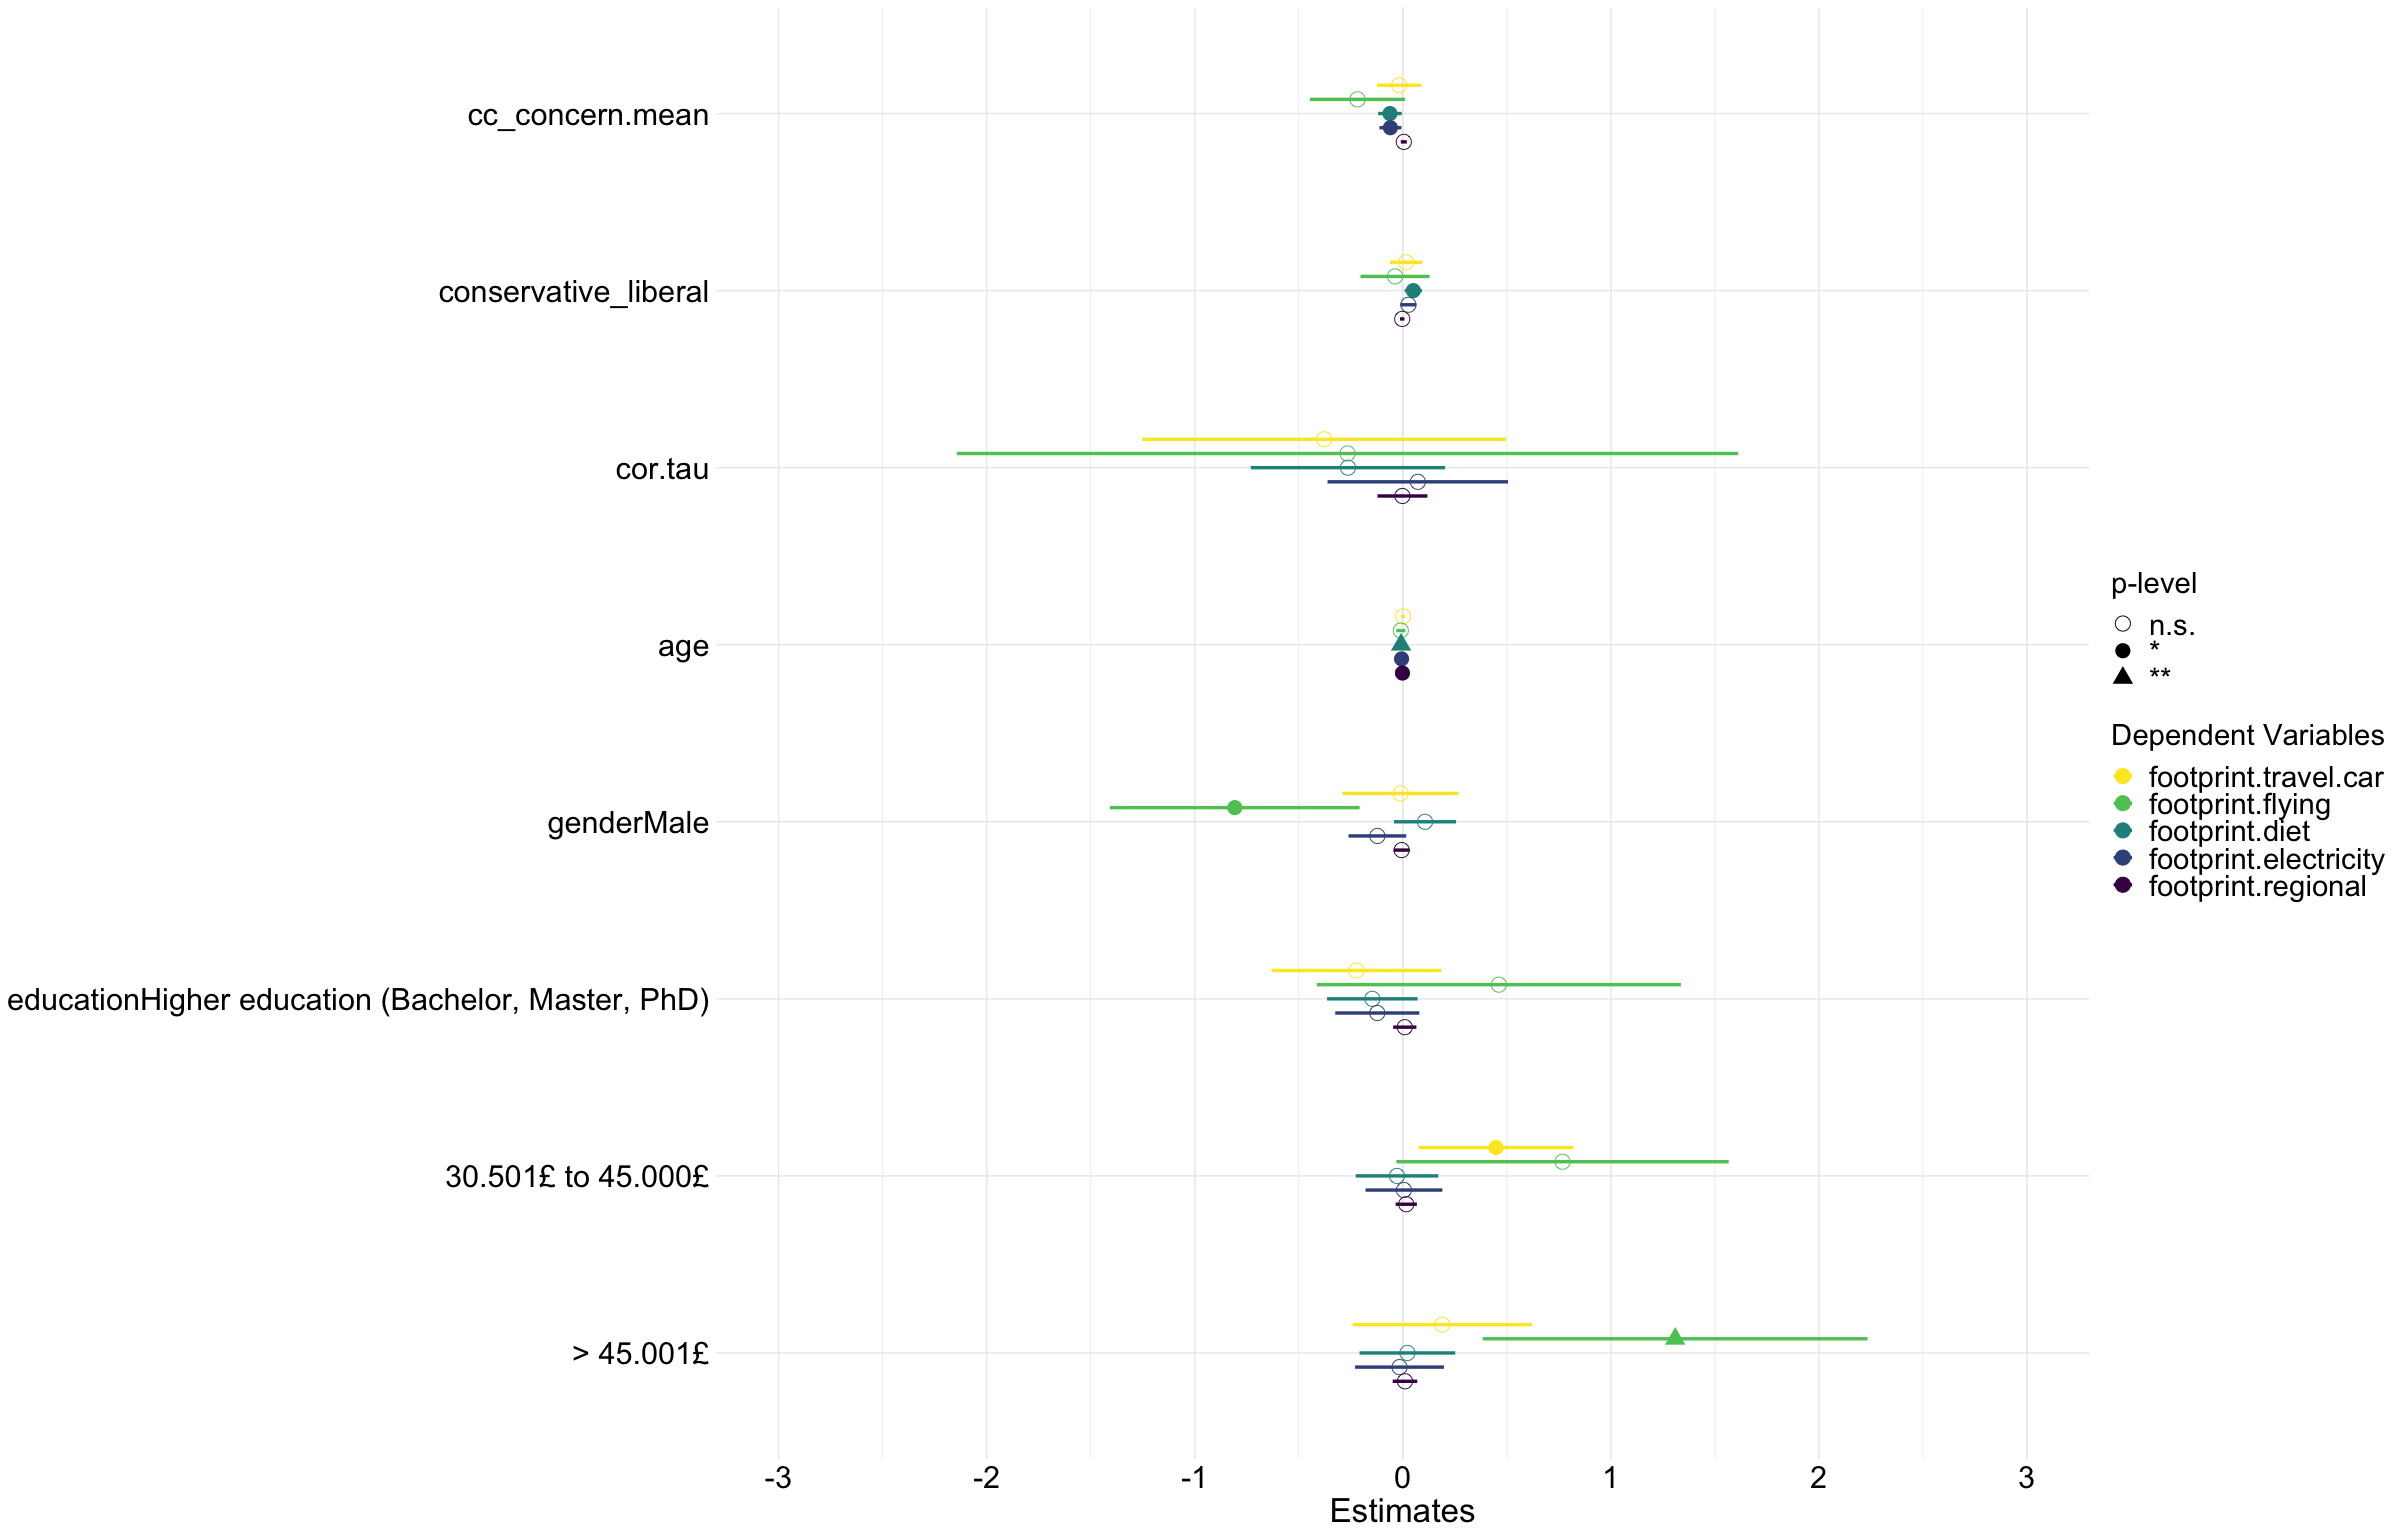 cc_concern.mean
conservative_liberal
cor.tau
age
genderMale
educationHigher education (Bachelor, Master, PhD)
30.501£ to 45.000£
> 45.001£
-3 -2 -1 0 1 2 3
Estimates
p-level
n.s.
*
**
Dependent Variables
footprint.travel.car
footprint.flying
footprint.diet
footprint.electricity
footprint.regional